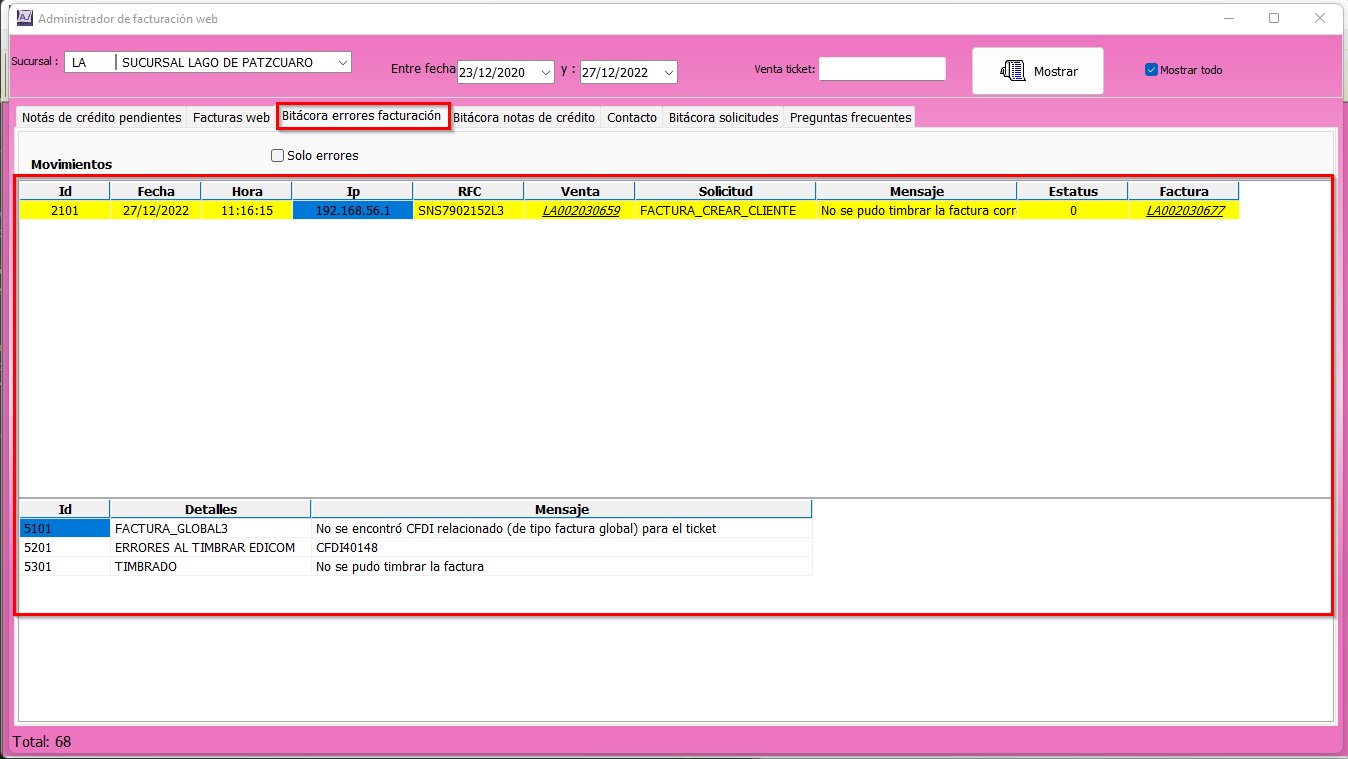 Administrador de facturación web
Sucursal : LA SUCURSAL LAGO DE PATZCUARO Entre fecha 23/12/2020 y : 27/12/2022 Venta ticket: Mostrar Mostrar todo
Notás de crédito pendientes Facturas web Bitácora errores facturación Bitácora notas de crédito Contacto Bitácora solicitudes Preguntas frecuentes
Movimientos Solo errores
Id Fecha Hora Ip RFC Venta Solicitud Mensaje Estatus Factura
2101 27/12/2022 11:16:15 192.168.56.1 SNS7902152L3 LA002030659 FACTURA_CREAR_CLIENTE No se pudo timbrar la factura corr 0 LA002030677
Id Detalles Mensaje
5101 FACTURA_GLOBAL3 No se encontró CFDI relacionado (de tipo factura global) para el ticket
5201 ERRORES AL TIMBRAR EDICOM CFDI40148
5301 TIMBRADO No se pudo timbrar la factura
Total: 68